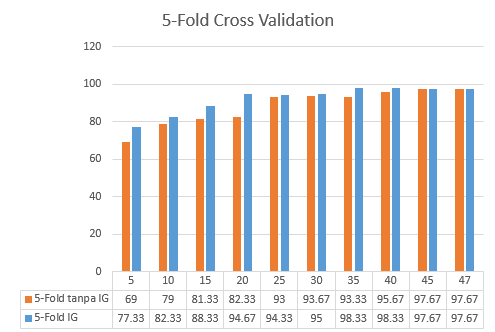 5-Fold Cross Validation
120
100
80
60
40
20
0
5 10 15 20 25 30 35 40 45 47
5-Fold tanpa IG 69 79 81.33 82.33 93 93.67 93.33 95.67 97.67 97.67
5-Fold IG 77.33 82.33 88.33 94.67 94.33 95 98.33 98.33 97.67 97.67